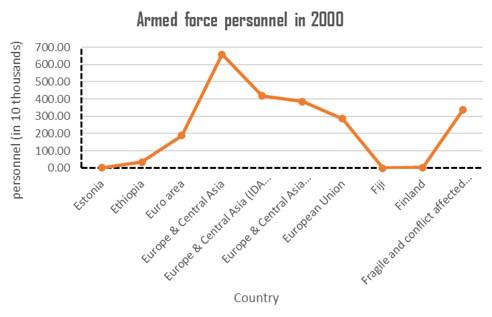 Armed force personnel in 2000
personnel (in 10 thousands)
700.00
600.00
500.00
400.00
300.00
200.00
100.00
0.00
Estonia
Ethiopia
Euro area
Europe & Central Asia
Europe & Central Asia (IDA...
Europe & Central Asia...
European Union
Fiji
Finland
Fragile and conflict affected...
Country